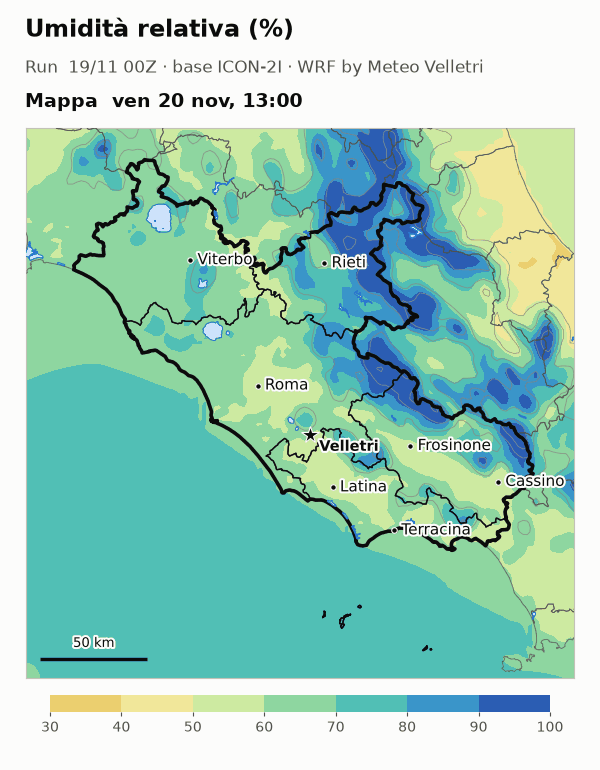 Umidità relativa (%)
Run 19/11 00Z · base ICON-2I · WRF by Meteo Velletri
Mappa ven 20 nov, 13:00
Viterbo
Rieti
Roma
Velletri
Frosinone
Latina
Cassino
Terracina
50 km
30 40 50 60 70 80 90 100